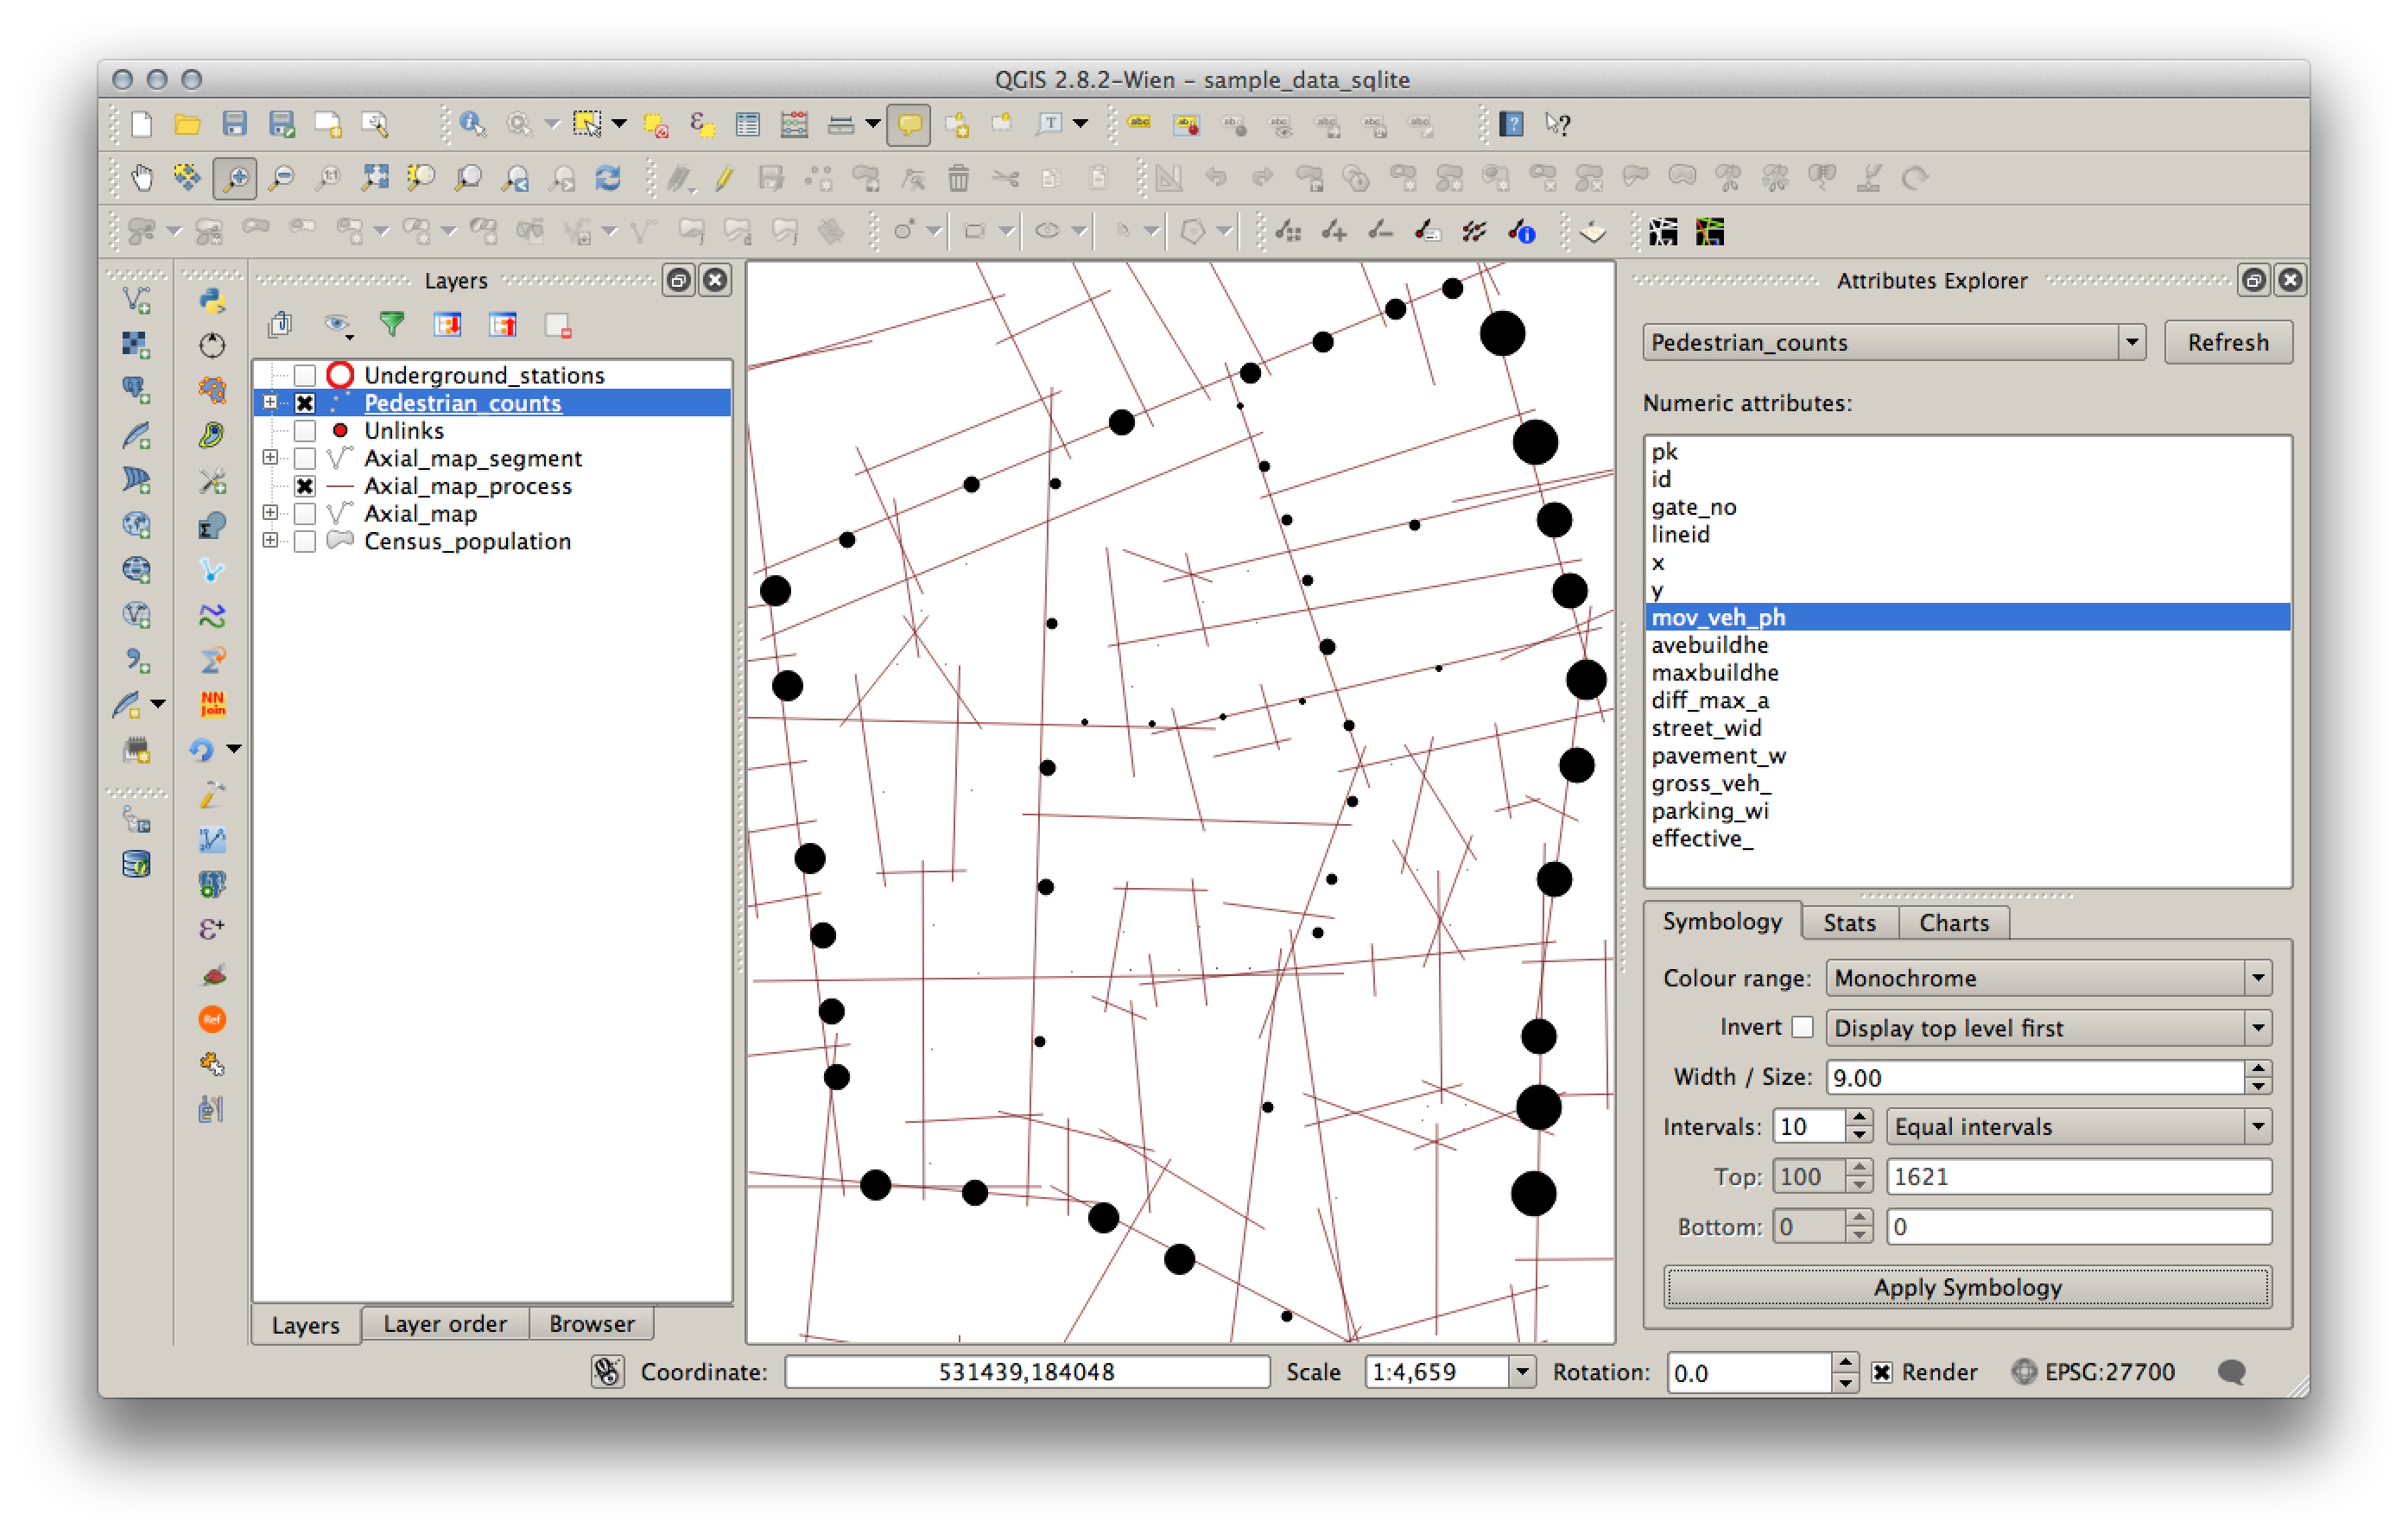 QGIS 2.8.2-Wien - sample_data_sqlite
Layers
Underground_stations
Pedestrian_counts
Unlinks
Axial_map_segment
Axial_map_process
Axial_map
Census_population
NN
Join
Ref
Layers Layer order Browser
Attributes Explorer
Pedestrian_counts Refresh
Numeric attributes:
pk
id
gate_no
lineid
x
y
mov_veh_ph
avebuildhe
maxbuildhe
diff_max_a
street_wid
pavement_w
gross_veh_
parking_wi
effective_
Symbology Stats Charts
Colour range: Monochrome
Invert Display top level first
Width / Size: 9.00
Intervals: 10 Equal intervals
Top: 100 1621
Bottom: 0 0
Apply Symbology
Coordinate: 531439,184048 Scale 1:4,659 Rotation: 0.0 Render EPSG:27700